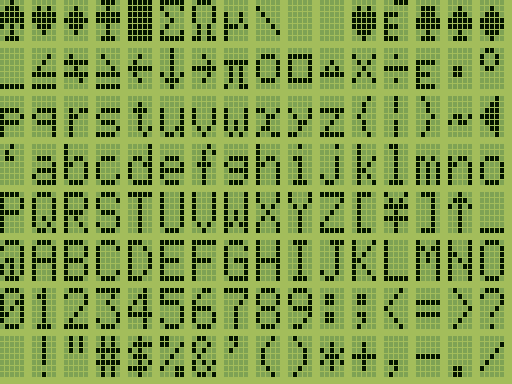 Σ Ω μ \ ε
∠ ≠ ← ↓ → π ○ □ × ÷ ε · °
p q r s t u v w x y z ( | ) ~ ◀
‘ a b c d e f g h i j k l m n o
P Q R S T U V W X Y Z [ ] ↑ _
@ A B C D E F G H I J K L M N O
0 1 2 3 4 5 6 7 8 9 : ; < = > ?
! " # $ % & ' ( ) * + , - . /